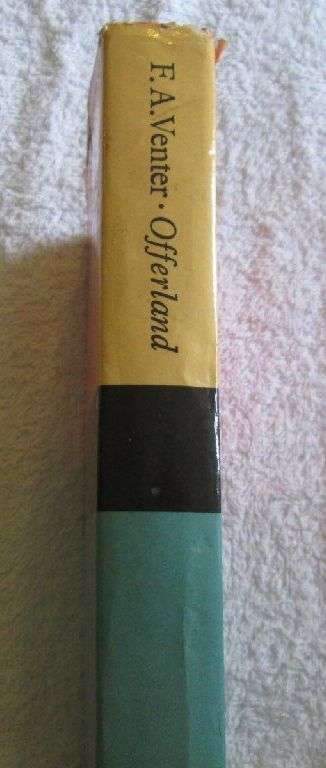 F. A. Venter · Offerland